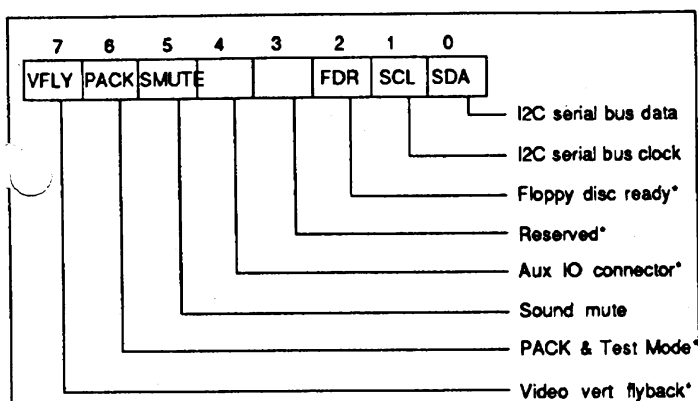 7 6 5 4 3 2 1 0
VFLY PACK SMUTE FDR SCL SDA
I2C serial bus data
I2C serial bus clock
Floppy disc ready*
Reserved*
Aux IO connector*
Sound mute
PACK & Test Mode*
Video vert flyback*